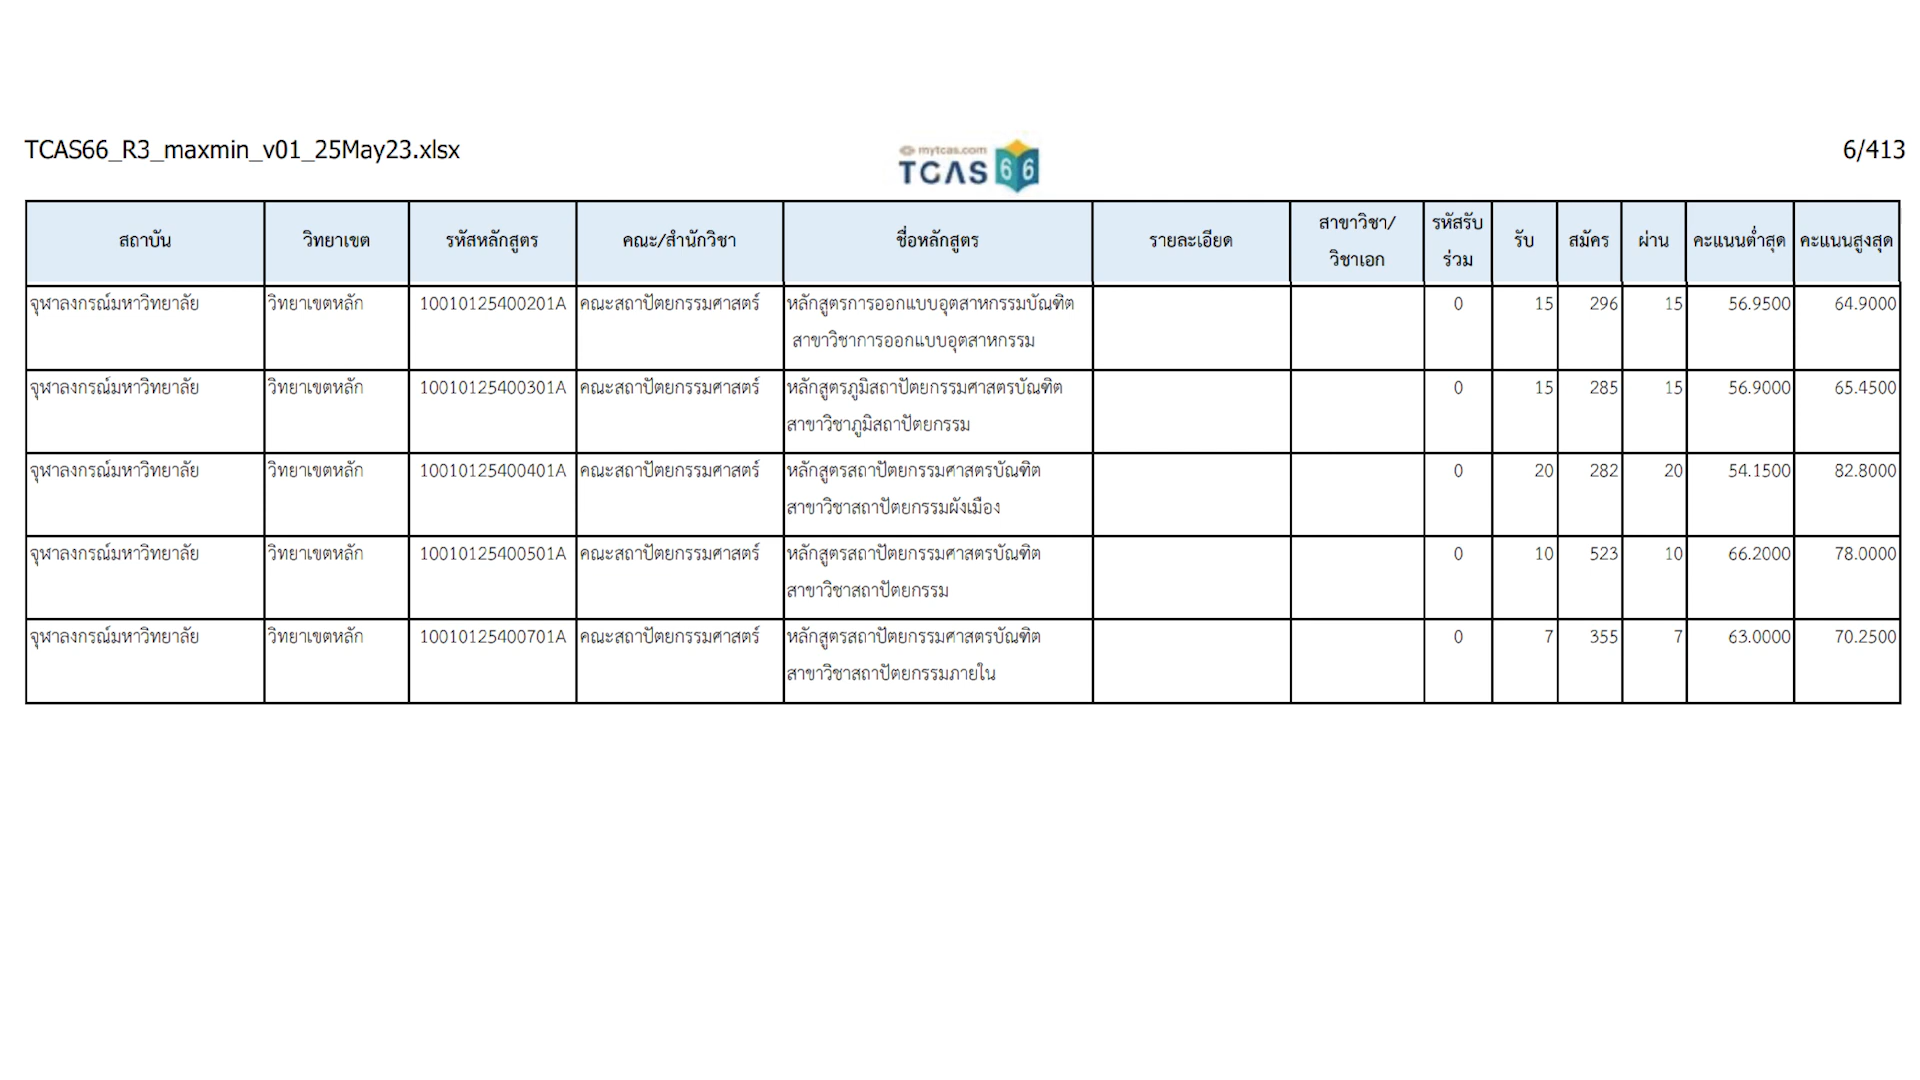 TCAS66_R3_maxmin_v01_25May23.xlsx
mytcas.com
TCAS 66
6/413
สถาบัน วิทยาเขต รหัสหลักสูตร คณะ/สำนักวิชา ชื่อหลักสูตร รายละเอียด สาขาวิชา/ วิชาเอก รหัสรับ ร่วม รับ สมัคร ผ่าน คะแนนต่ำสุด คะแนนสูงสุด
จุฬาลงกรณ์มหาวิทยาลัย วิทยาเขตหลัก 10010125400201A คณะสถาปัตยกรรมศาสตร์ หลักสูตรการออกแบบอุตสาหกรรมบัณฑิต 0 15 296 15 56.9500 64.9000
สาขาวิชาการออกแบบอุตสาหกรรม
จุฬาลงกรณ์มหาวิทยาลัย วิทยาเขตหลัก 10010125400301A คณะสถาปัตยกรรมศาสตร์ หลักสูตรภูมิสถาปัตยกรรมศาสตรบัณฑิต 0 15 285 15 56.9000 65.4500
สาขาวิชาภูมิสถาปัตยกรรม
จุฬาลงกรณ์มหาวิทยาลัย วิทยาเขตหลัก 10010125400401A คณะสถาปัตยกรรมศาสตร์ หลักสูตรสถาปัตยกรรมศาสตรบัณฑิต 0 20 282 20 54.1500 82.8000
สาขาวิชาสถาปัตยกรรมผังเมือง
จุฬาลงกรณ์มหาวิทยาลัย วิทยาเขตหลัก 10010125400501A คณะสถาปัตยกรรมศาสตร์ หลักสูตรสถาปัตยกรรมศาสตรบัณฑิต 0 10 523 10 66.2000 78.0000
สาขาวิชาสถาปัตยกรรม
จุฬาลงกรณ์มหาวิทยาลัย วิทยาเขตหลัก 10010125400701A คณะสถาปัตยกรรมศาสตร์ หลักสูตรสถาปัตยกรรมศาสตรบัณฑิต 0 7 355 7 63.0000 70.2500
สาขาวิชาสถาปัตยกรรมภายใน